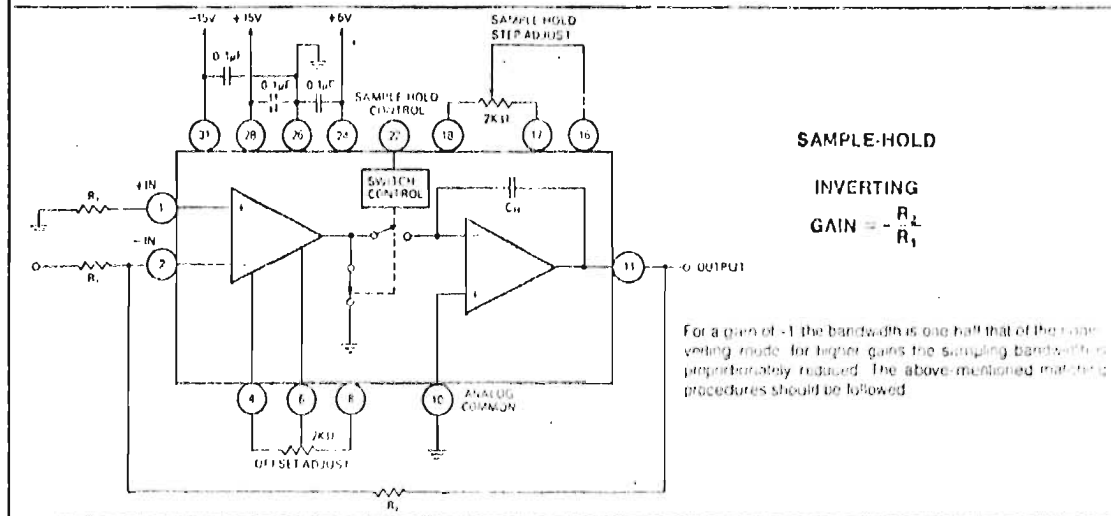 -15V +15V +6V
SAMPLE HOLD
STEP ADJUST
0.1µF
0.1µF 0.1µF
SAMPLE-HOLD
CONTROL
2KΩ
31 28 26 24 22 18 17 16
SWITCH
CONTROL
CH
R1 +IN
1
+
-IN
2
-
-
+
11
OUTPUT
4 6 8 10
ANALOG
COMMON
2KΩ
OFFSET ADJUST
SAMPLE-HOLD
INVERTING
GAIN = - R2
R1
For a gain of -1 the bandwidth is one half that of the
verting mode for higher gains the sampling bandwidth is
proportionately reduced The above-mentioned matching
procedures should be followed